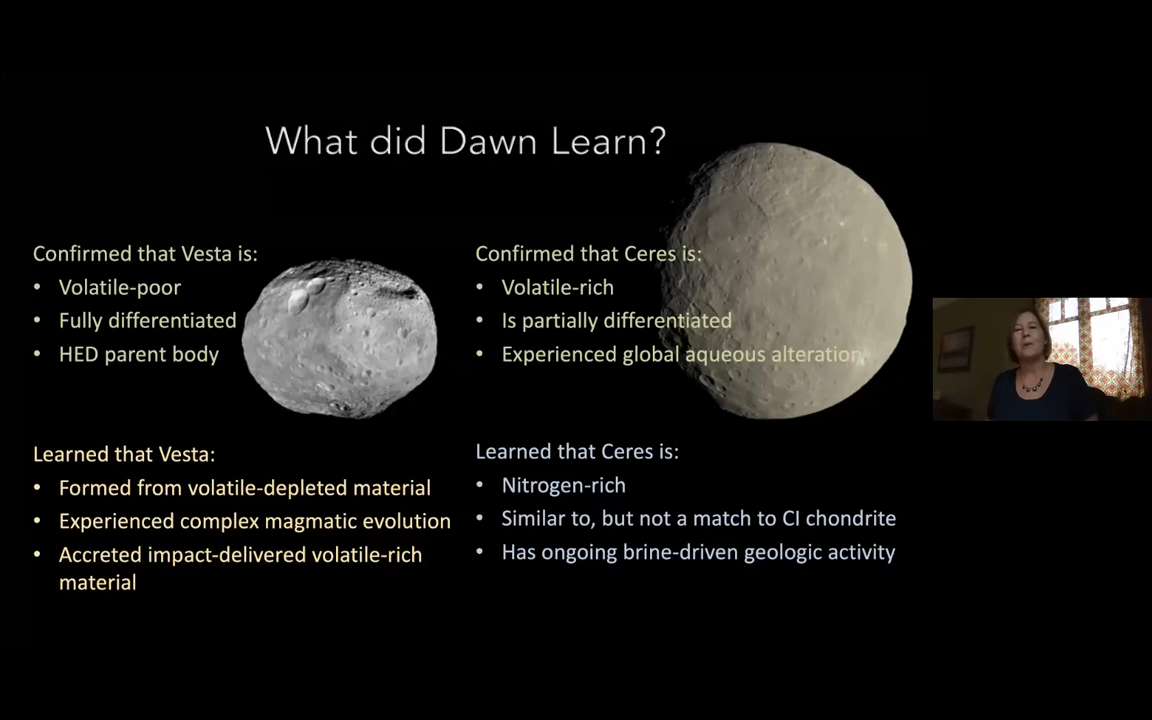 What did Dawn Learn?
Confirmed that Vesta is:
• Volatile-poor
• Fully differentiated
• HED parent body
Confirmed that Ceres is:
• Volatile-rich
• Is partially differentiated
• Experienced global aqueous alteration
Learned that Vesta:
• Formed from volatile-depleted material
• Experienced complex magmatic evolution
• Accreted impact-delivered volatile-rich
material
Learned that Ceres is:
• Nitrogen-rich
• Similar to, but not a match to CI chondrite
• Has ongoing brine-driven geologic activity